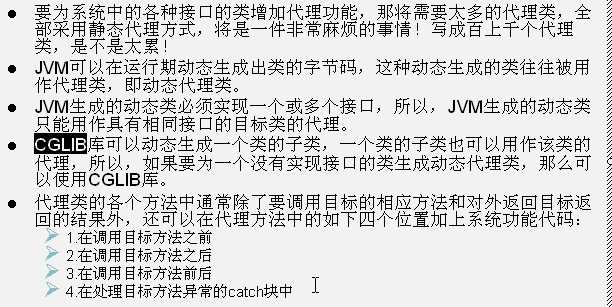 要为系统中的各种接口的类增加代理功能，那将需要太多的代理类，全
部采用静态代理方式，将是一件非常麻烦的事情！写成百上千个代理
类，是不是太累！
JVM可以在运行期动态生成出类的字节码，这种动态生成的类往往被用
作代理类，即动态代理类。
JVM生成的动态类必须实现一个或多个接口，所以，JVM生成的动态类
只能用作具有相同接口的目标类的代理。
CGLIB库可以动态生成一个类的子类，一个类的子类也可以用作该类的
代理，所以，如果要为一个没有实现接口的类生成动态代理类，那么可
以使用CGLIB库。
代理类的各个方法中通常除了要调用目标的相应方法和对外返回目标返
回的结果外，还可以在代理方法中的如下四个位置加上系统功能代码：
1.在调用目标方法之前
2.在调用目标方法之后
3.在调用目标方法前后
4.在处理目标方法异常的catch块中